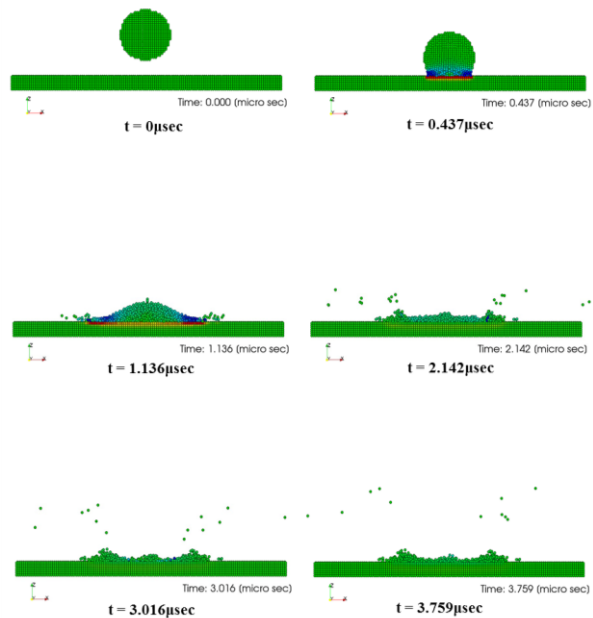 Time: 0.000 (micro sec)
t = 0μsec
Time: 0.437 (micro sec)
t = 0.437μsec
Time: 1.136 (micro sec)
t = 1.136μsec
Time: 2.142 (micro sec)
t = 2.142μsec
Time: 3.016 (micro sec)
t = 3.016μsec
Time: 3.759 (micro sec)
t = 3.759μsec